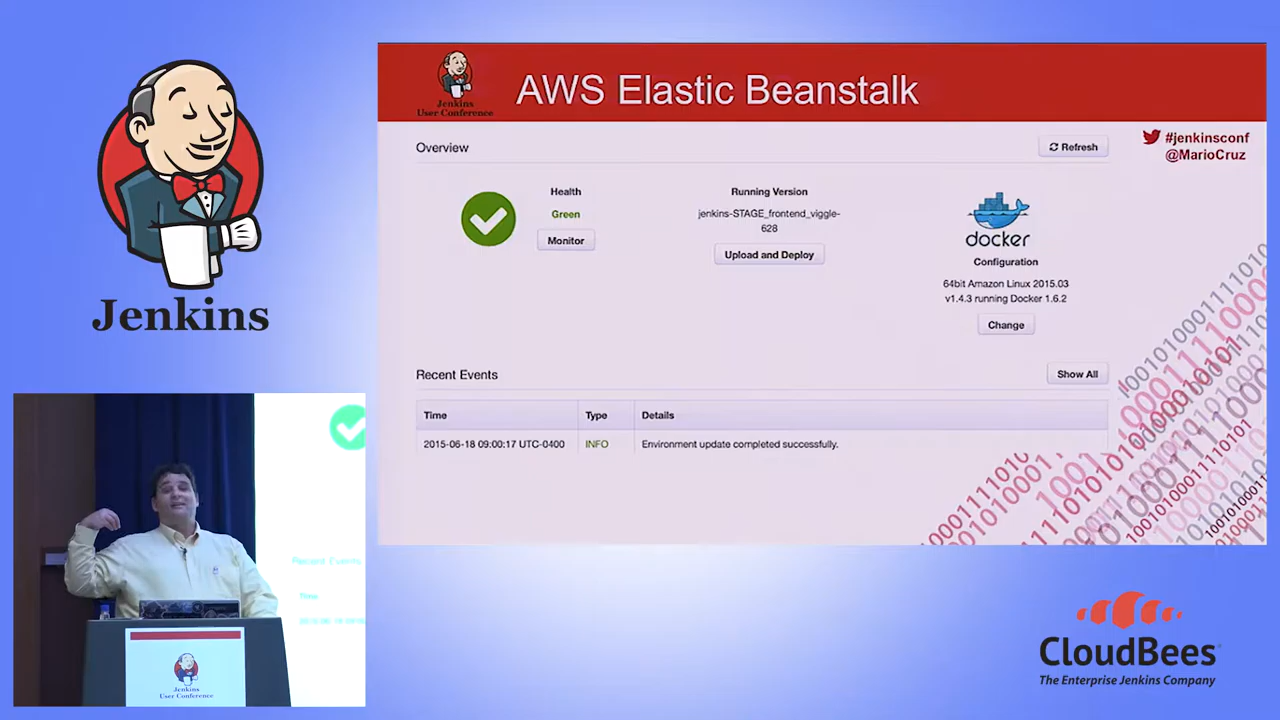 Jenkins
Jenkins
User Conference
AWS Elastic Beanstalk
#jenkinsconf
@MarioCruz
Overview
Refresh
Health
Green
Monitor
Running Version
jenkins-STAGE_frontend_viggle-
628
Upload and Deploy
docker
Configuration
64bit Amazon Linux 2015.03
v1.4.3 running Docker 1.6.2
Change
Recent Events
Show All
Time Type Details
2015-06-18 09:00:17 UTC-0400 INFO Environment update completed successfully.
Recent Events
Time
Jenkins
User Conference
CloudBees
The Enterprise Jenkins Company